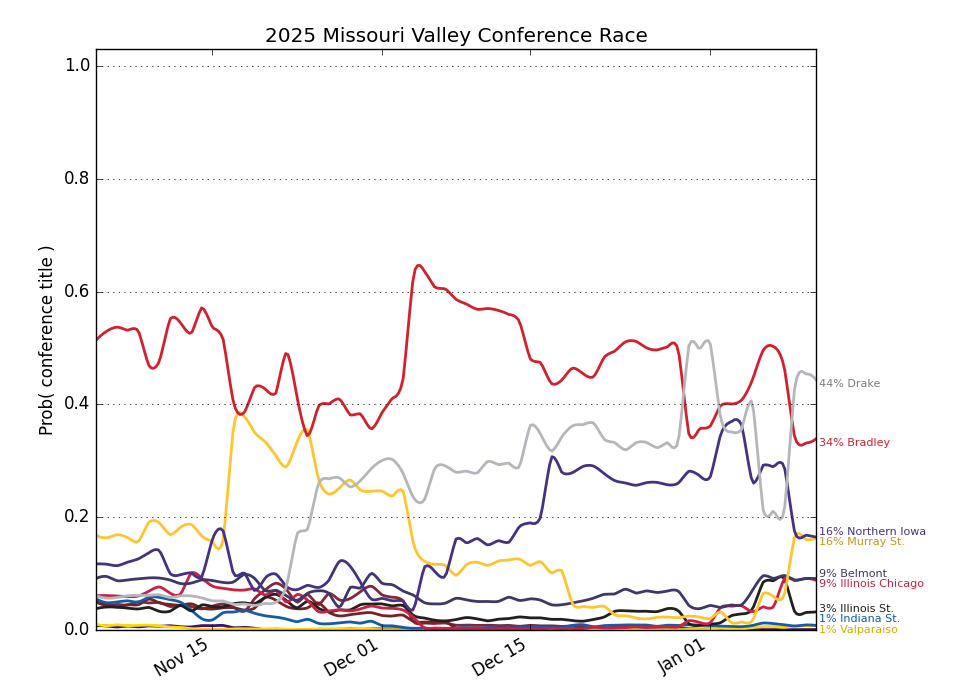 2025 Missouri Valley Conference Race
Prob( conference title )
1.0
0.8
0.6
0.4
0.2
0.0
Nov 15
Dec 01
Dec 15
Jan 01
44% Drake
34% Bradley
16% Northern Iowa
16% Murray St.
9% Belmont
9% Illinois Chicago
3% Illinois St.
1% Indiana St.
1% Valparaiso